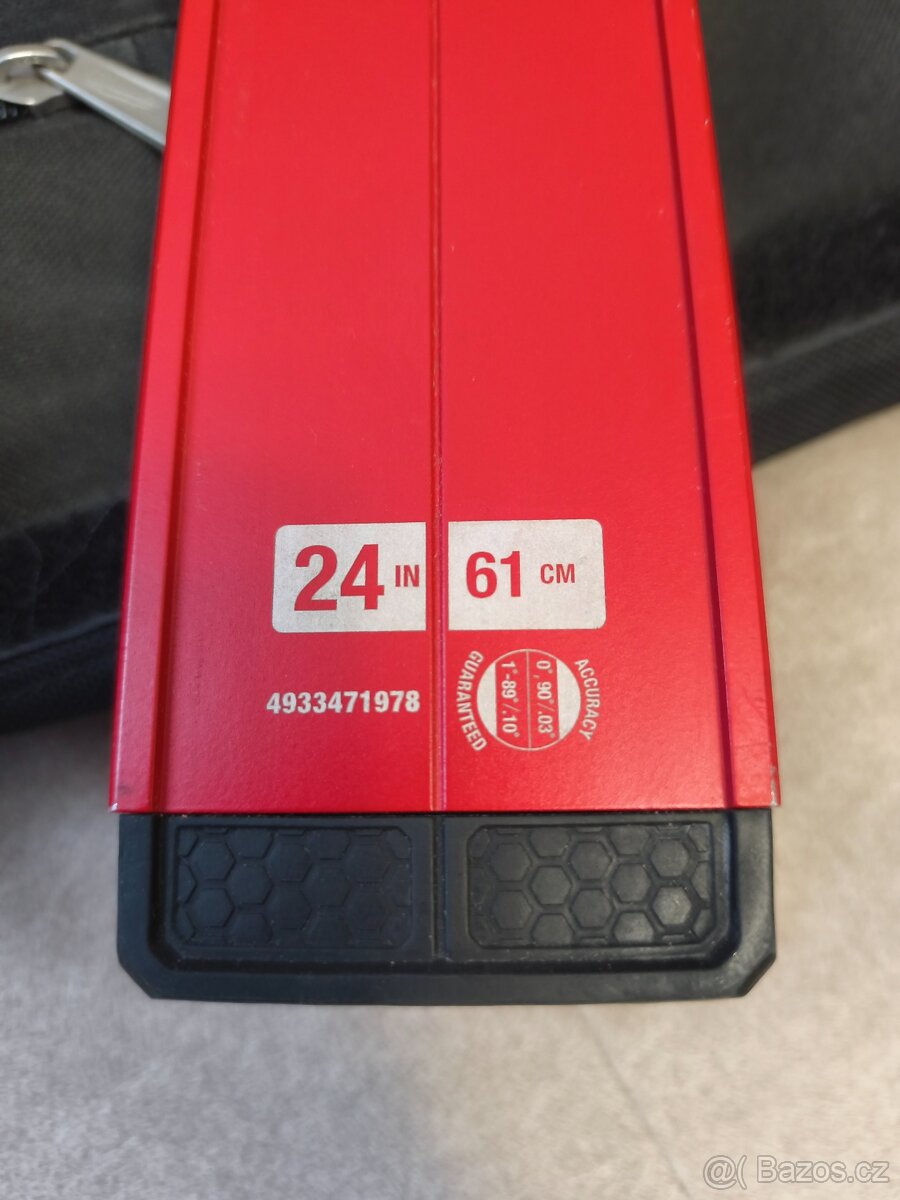 24 IN 61 CM
4933471978
ACCURACY
0°, 90°/.03°
1°-89°/.10°
GUARANTEED
@( Bazos.cz